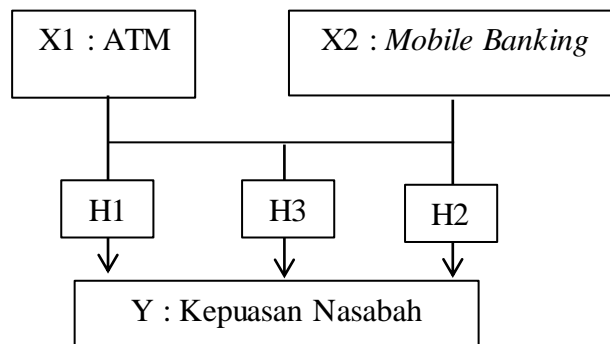 X1 : ATM
X2 : Mobile Banking
H1
H3
H2
Y : Kepuasan Nasabah